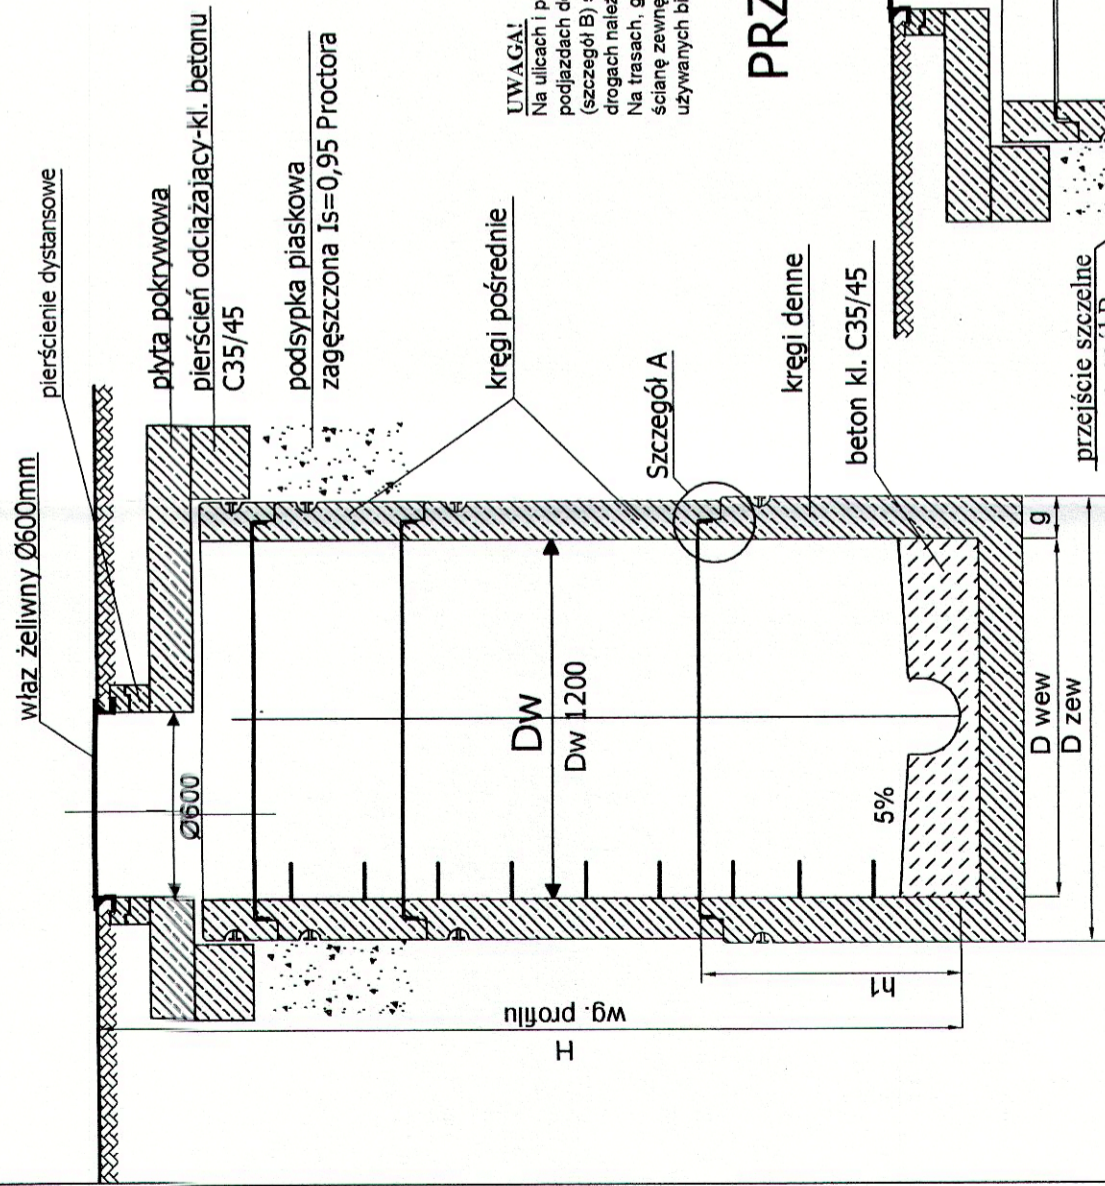 właz żeliwny Ø600mm
pierścienie dystansowe
płyta pokrywowa
pierścień odciążający-kl. betonu
C35/45
podsypka piaskowa
zagęszczona Is=0,95 Proctora
kręgi pośrednie
Szczegół A
kręgi denne
beton kl. C35/45
Ø600
Dw
Dw 1200
5%
g
D wew
D zew
h1
wg. profilu
H
UWAGA!
Na ulicach i p
podjazdach do
(szczegół B) s
drogach należ
Na trasach, g
ścianę zewnę
używanych bi
PRZ
przejście szczelne